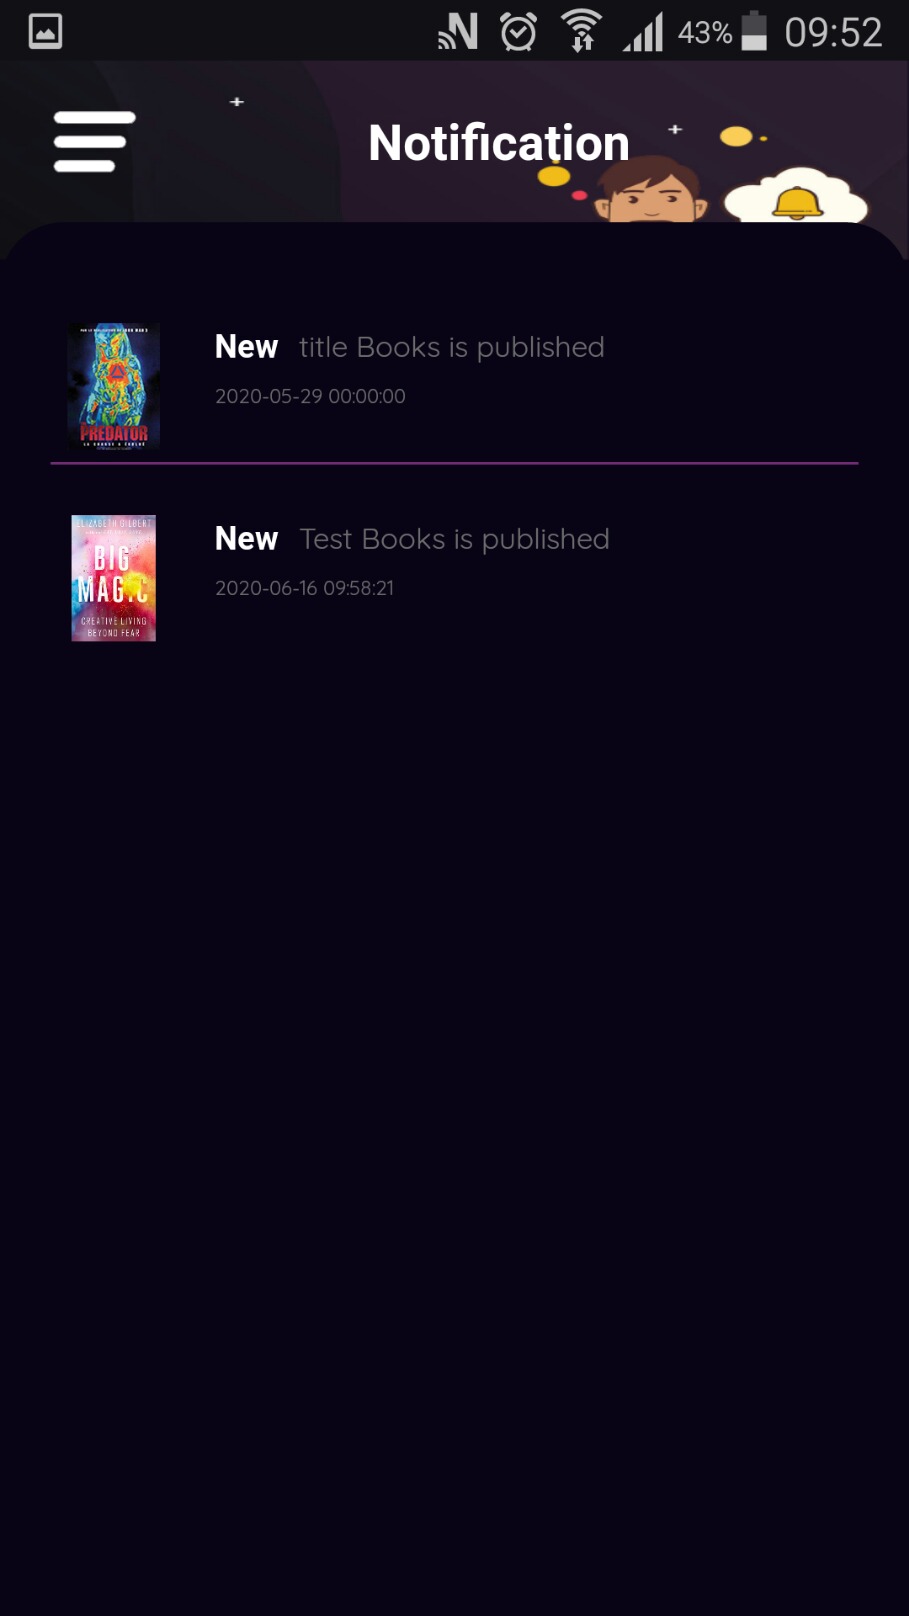 43% 09:52
Notification
New title Books is published
2020-05-29 00:00:00
PREDATOR
New Test Books is published
2020-06-16 09:58:21
ELIZABETH GILBERT
BIG
MAGIC
CREATIVE LIVING
BEYOND FEAR